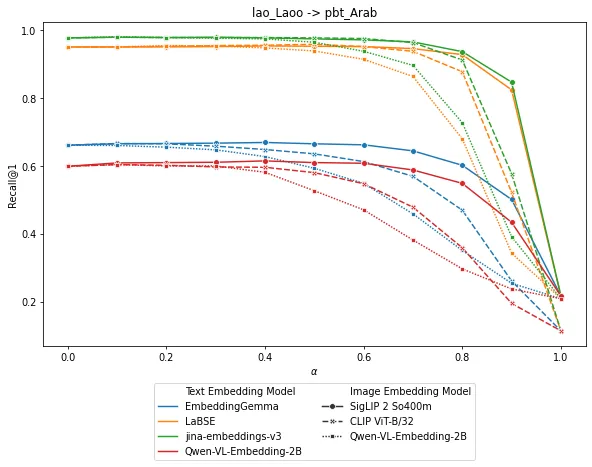 lao_Laoo -> pbt_Arab
1.0
0.8
0.6
0.4
0.2
Recall@1
0.0 0.2 0.4 0.6 0.8 1.0
α
Text Embedding Model Image Embedding Model
EmbeddingGemma SigLIP 2 So400m
LaBSE CLIP ViT-B/32
jina-embeddings-v3 Qwen-VL-Embedding-2B
Qwen-VL-Embedding-2B